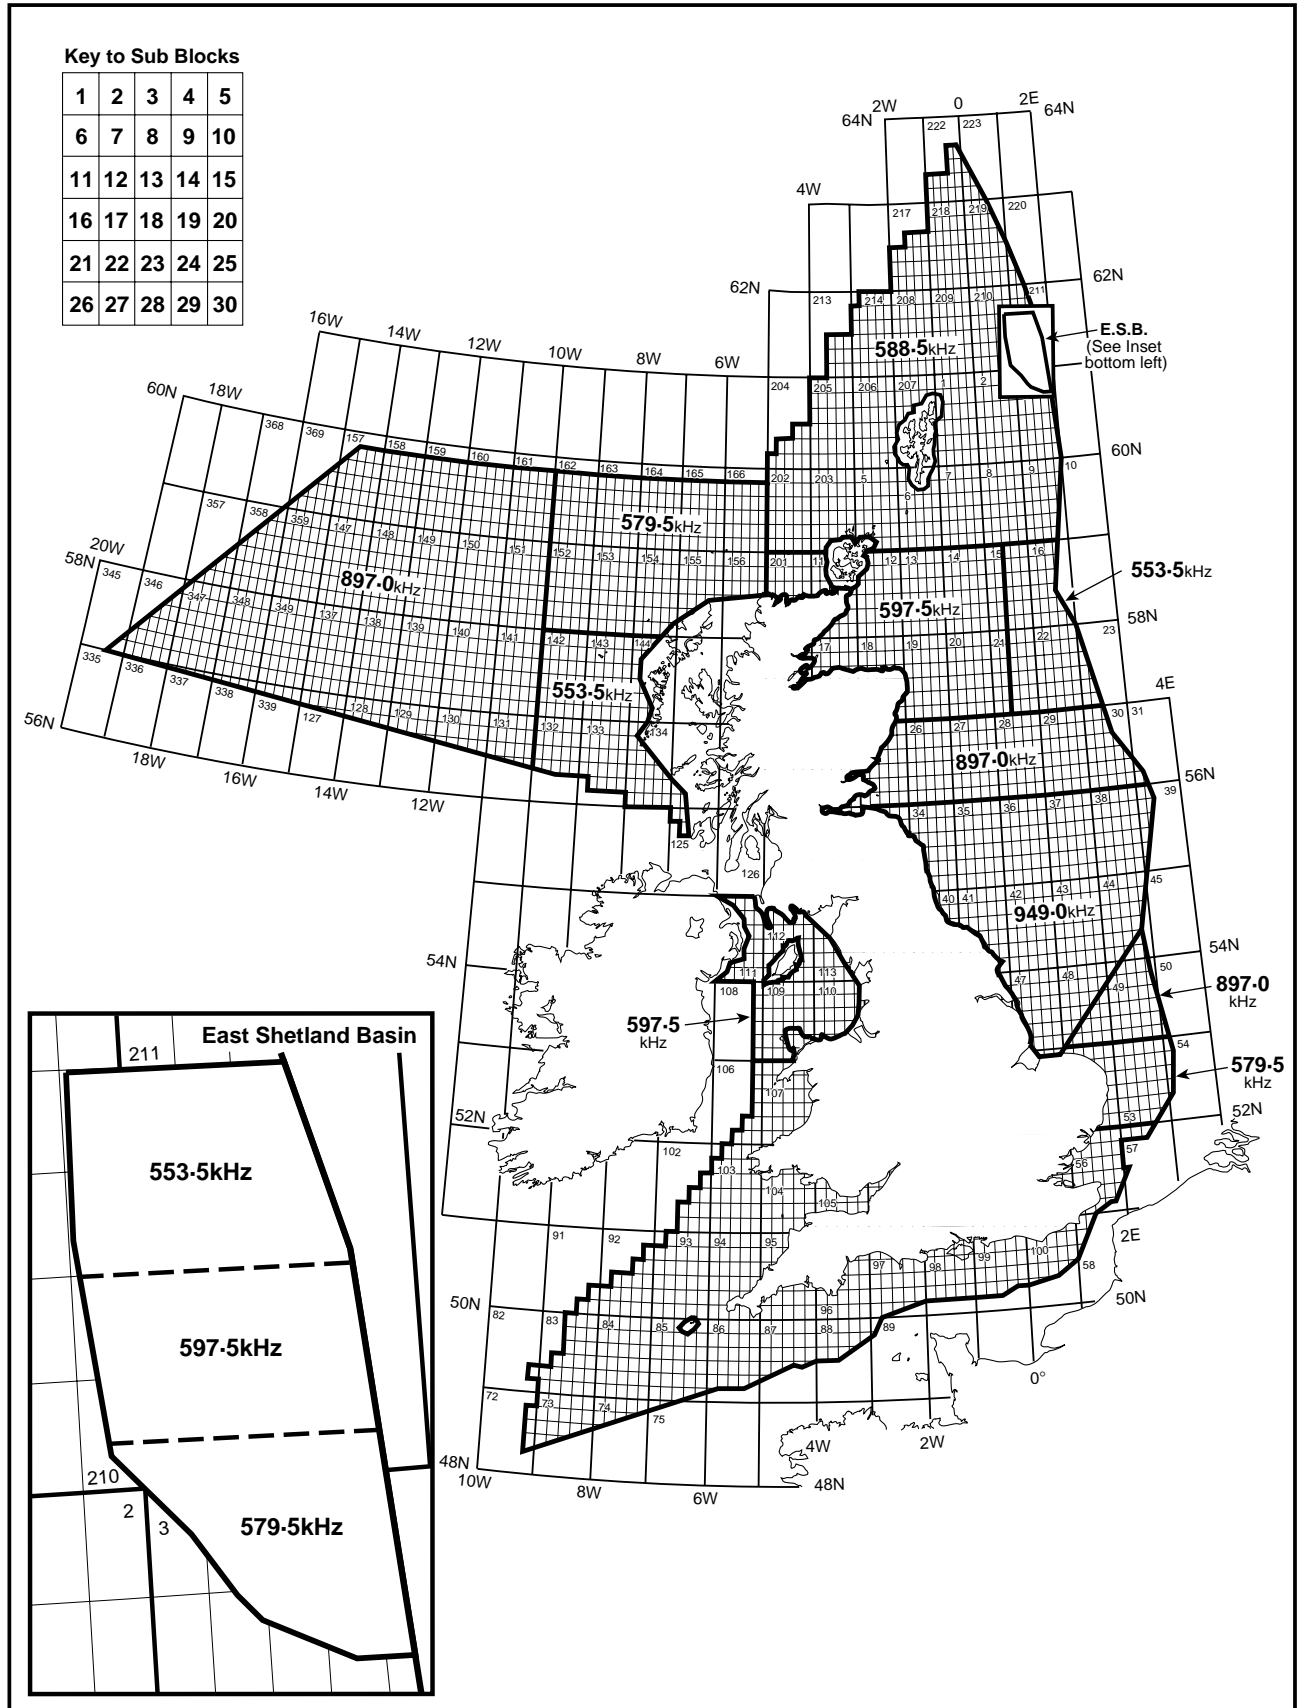 Key to Sub Blocks
1 2 3 4 5
6 7 8 9 10
11 12 13 14 15
16 17 18 19 20
21 22 23 24 25
26 27 28 29 30
2W 0 2E
64N 64N
222 223
4W
217 218 219 220
62N 62N
213 214 208 209 210 211
E.S.B.
(See Inset
bottom left)
588·5kHz
16W 14W 12W 10W 8W 6W
204 205 206 207 1 2
60N 18W
368 369 157 158 159 160 161 162 163 164 165 166
202 203 5 6 7 8 9 10
60N
357 358 359 147 148 149 150 151 152 153 154 155 156
579·5kHz
201 11 12 13 14 15 16
553·5kHz
20W
58N
345 346 347 348 349 137 138 139 140 141 142 143 144
897·0kHz
597·5kHz
17 18 19 20 21 22 23
58N
553·5kHz
4E
335 336 337 338 339 127 128 129 130 131 132 133 134
56N
26 27 28 29 30 31
897·0kHz
56N
18W 16W 14W 12W
34 35 36 37 38 39
125
126
40 41 42 43 44 45
949·0kHz
54N 54N
112
111 113
108 109 110
47 48 49 50
897·0
kHz
597·5
kHz
106
107
54
579·5
kHz
52N 52N
53
102
103
104
105
56 57
91 92 93 94 95
2E
97 98 99 100 58
50N 50N
82 83 84 85 86 87 88 96 89
0°
72 73 74 75
4W 2W
48N 48N
10W 8W 6W
East Shetland Basin
211
553·5kHz
597·5kHz
210
2 3
579·5kHz